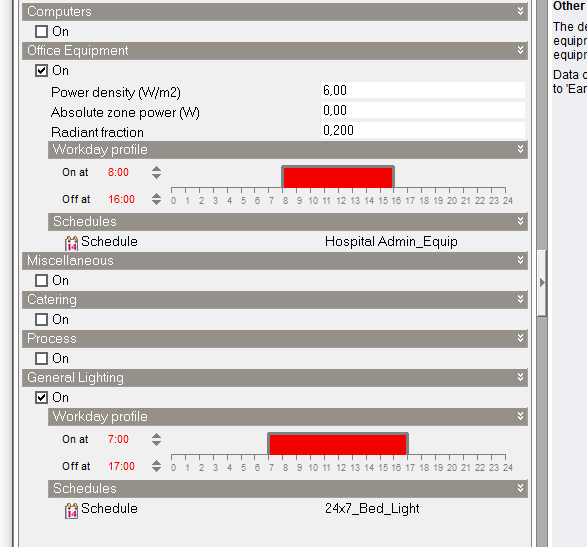 Computers
On
Office Equipment
On
Power density (W/m2) 6,00
Absolute zone power (W) 0,00
Radiant fraction 0,200
Workday profile
On at 8:00
Off at 16:00 0 1 2 3 4 5 6 7 8 9 10 11 12 13 14 15 16 17 18 19 20 21 22 23 24
Schedules
14 Schedule Hospital Admin_Equip
Miscellaneous
On
Catering
On
Process
On
General Lighting
On
Workday profile
On at 7:00
Off at 17:00 0 1 2 3 4 5 6 7 8 9 10 11 12 13 14 15 16 17 18 19 20 21 22 23 24
Schedules
14 Schedule 24x7_Bed_Light
Other
The de
equipm
equipm
Data c
to 'Ear